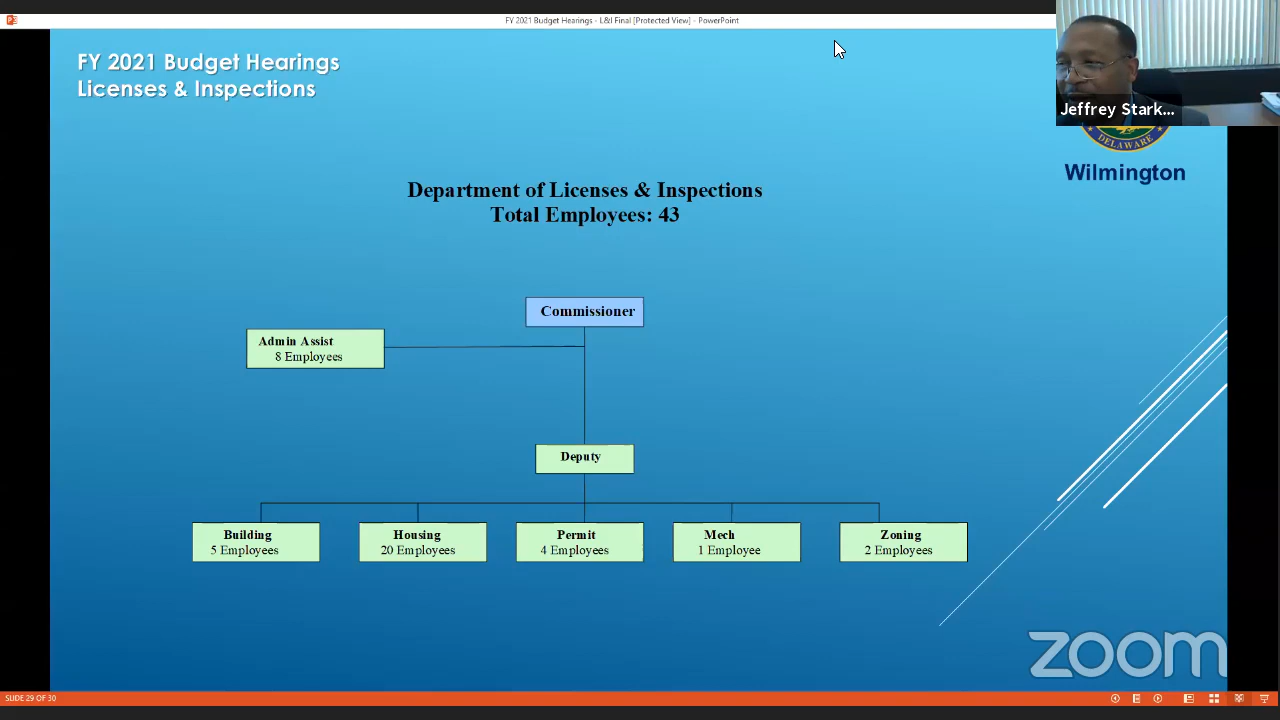 FY 2021 Budget Hearings - L&I Final [Protected View] - PowerPoint
FY 2021 Budget Hearings
Licenses & Inspections
Jeffrey Stark...
DELAWARE
Wilmington
Department of Licenses & Inspections
Total Employees: 43
Commissioner
Admin Assist
8 Employees
Deputy
Building
5 Employees
Housing
20 Employees
Permit
4 Employees
Mech
1 Employee
Zoning
2 Employees
zoom
SLIDE 29 OF 30